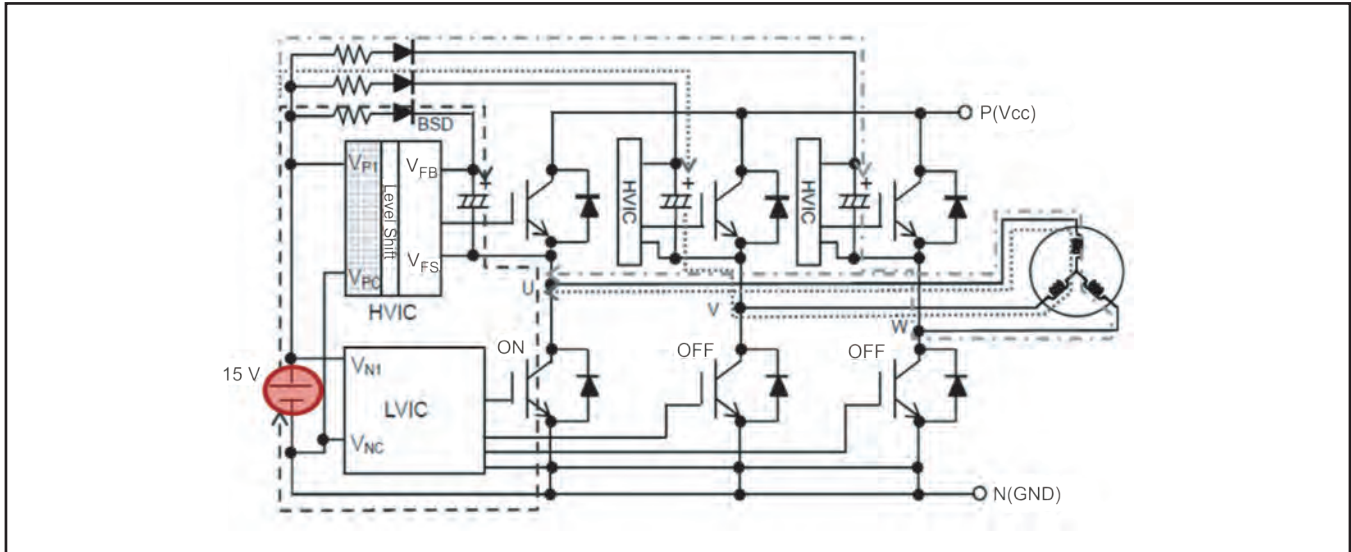 BSD
P(Vcc)
VP1
VFB
Level Shift
VFS
VPC
HVIC
HVIC
HVIC
+
+
+
U
V
W
15 V
ON
OFF
OFF
VN1
LVIC
VNC
N(GND)